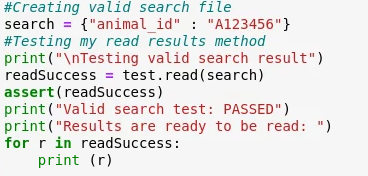 #Creating valid search file
search = {"animal_id" : "A123456"}
#Testing my read results method
print("\nTesting valid search result")
readSuccess = test.read(search)
assert(readSuccess)
print("Valid search test: PASSED")
print("Results are ready to be read: ")
for r in readSuccess:
    print (r)